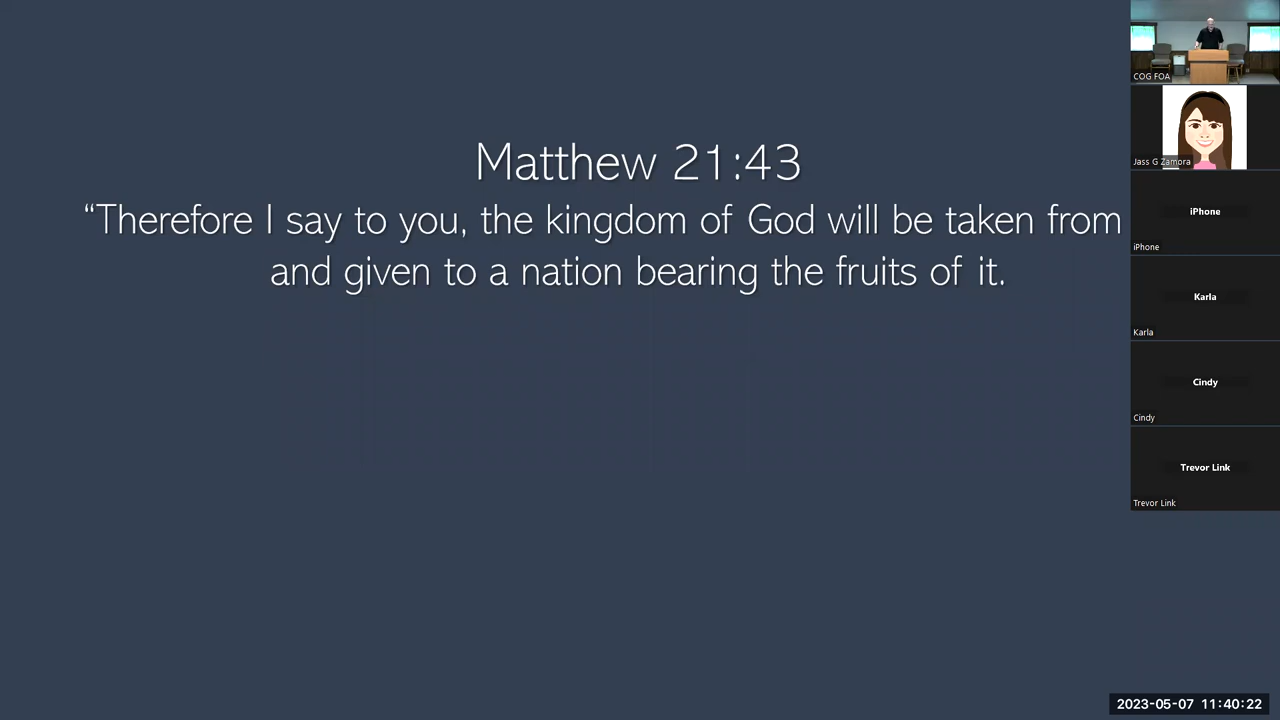 Matthew 21:43
“Therefore I say to you, the kingdom of God will be taken from
and given to a nation bearing the fruits of it.
COG FOA
Jass G Zamora
iPhone
iPhone
Karla
Karla
Cindy
Cindy
Trevor Link
Trevor Link
2023-05-07 11:40:22